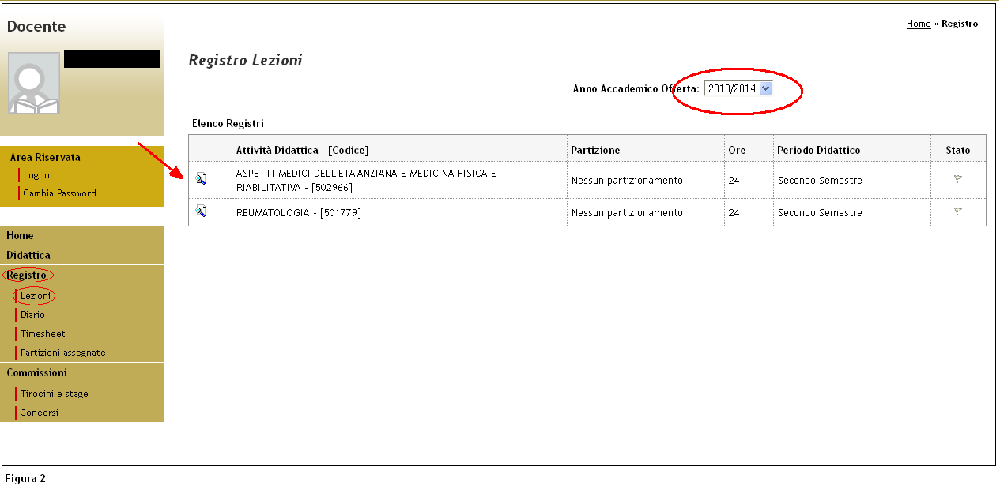 Docente
Home » Registro
Registro Lezioni
Anno Accademico Offerta: 2013/2014
Elenco Registri
Attività Didattica - [Codice] Partizione Ore Periodo Didattico Stato
ASPETTI MEDICI DELL'ETA'ANZIANA E MEDICINA FISICA E
RIABILITATIVA - [502966] Nessun partizionamento 24 Secondo Semestre
REUMATOLOGIA - [501779] Nessun partizionamento 24 Secondo Semestre
Area Riservata
Logout
Cambia Password
Home
Didattica
Registro
Lezioni
Diario
Timesheet
Partizioni assegnate
Commissioni
Tirocini e stage
Concorsi
Figura 2